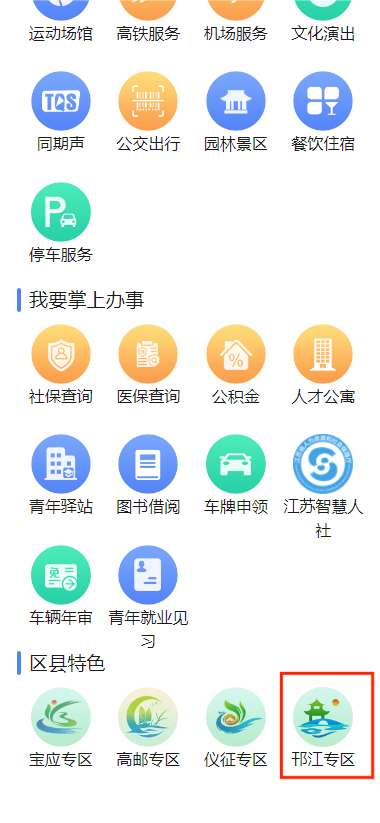 运动场馆 高铁服务 机场服务 文化演出
TCS
同期声 公交出行 园林景区 餐饮住宿
P
停车服务
我要掌上办事
%
社保查询 医保查询 公积金 人才公寓
青年驿站 图书借阅 车牌申领 江苏智慧人
社
免
车辆年审 青年就业见
习
区县特色
宝应专区 高邮专区 仪征专区 邗江专区